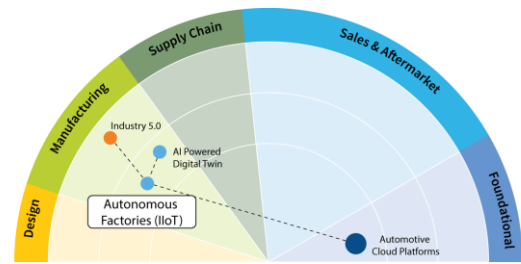 Supply Chain
Sales & Aftermarket
Manufacturing
Industry 5.0
AI Powered
Digital Twin
Autonomous
Factories (IIoT)
Design
Foundational
Automotive
Cloud Platforms